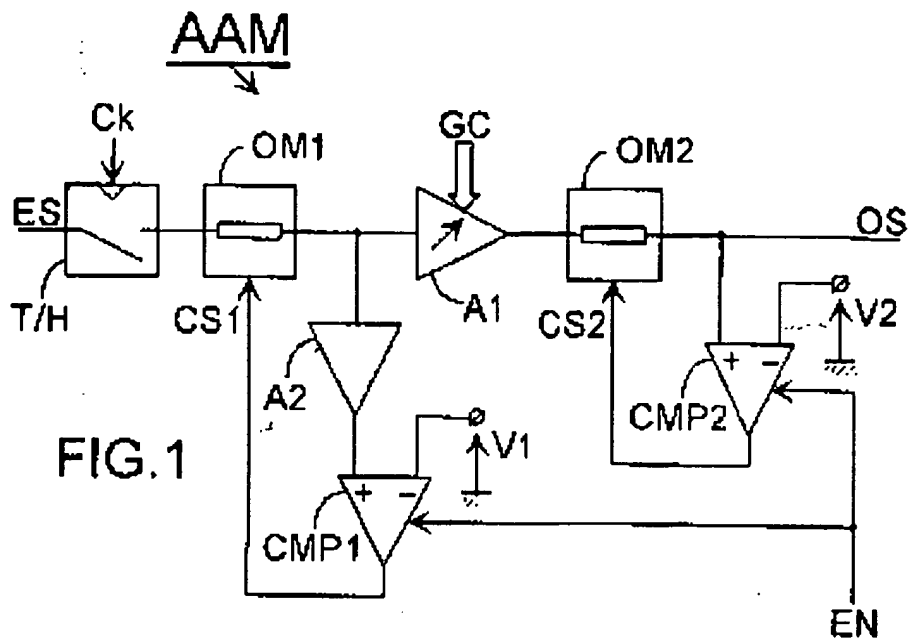 AAM
Ck
OM1
GC
OM2
ES
OS
T/H
CS1
A1
CS2
V2
A2
+ −
CMP2
FIG.1
V1
+ −
CMP1
EN